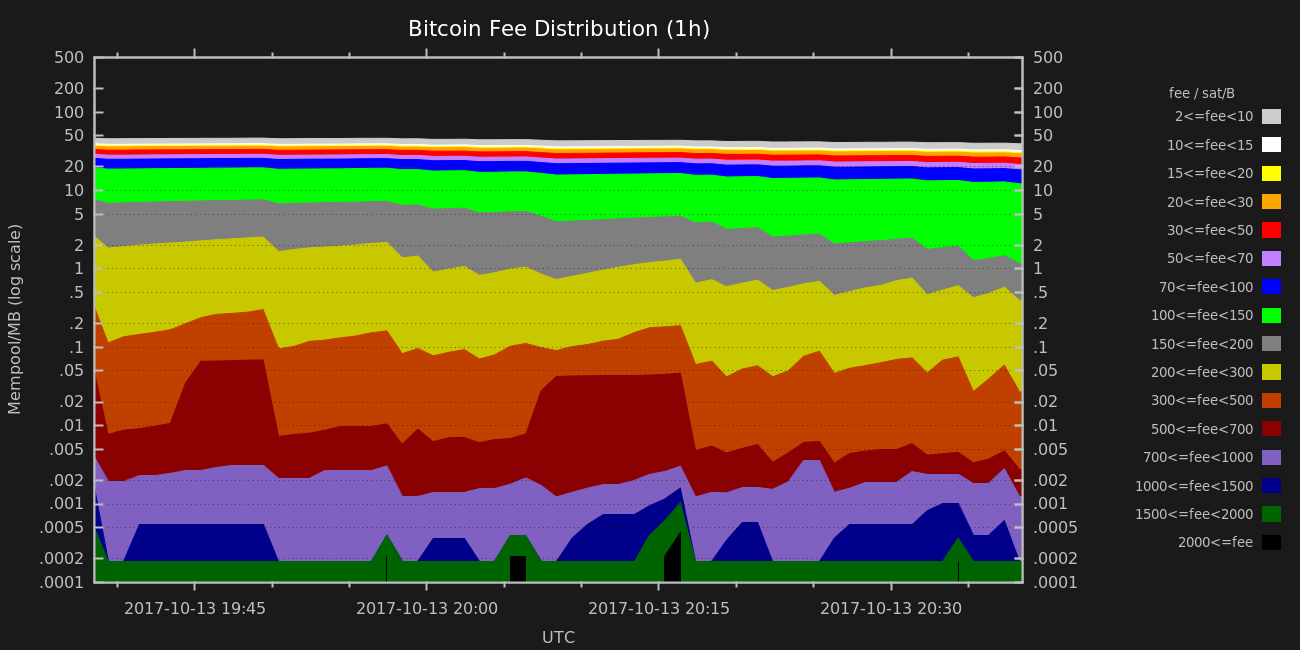 Bitcoin Fee Distribution (1h)
Mempool/MB (log scale)
500
200
100
50
20
10
5
2
1
.5
.2
.1
.05
.02
.01
.005
.002
.001
.0005
.0002
.0001
500
200
100
50
20
10
5
2
1
.5
.2
.1
.05
.02
.01
.005
.002
.001
.0005
.0002
.0001
2017-10-13 19:45 2017-10-13 20:00 2017-10-13 20:15 2017-10-13 20:30
UTC
fee / sat/B
2<=fee<10
10<=fee<15
15<=fee<20
20<=fee<30
30<=fee<50
50<=fee<70
70<=fee<100
100<=fee<150
150<=fee<200
200<=fee<300
300<=fee<500
500<=fee<700
700<=fee<1000
1000<=fee<1500
1500<=fee<2000
2000<=fee